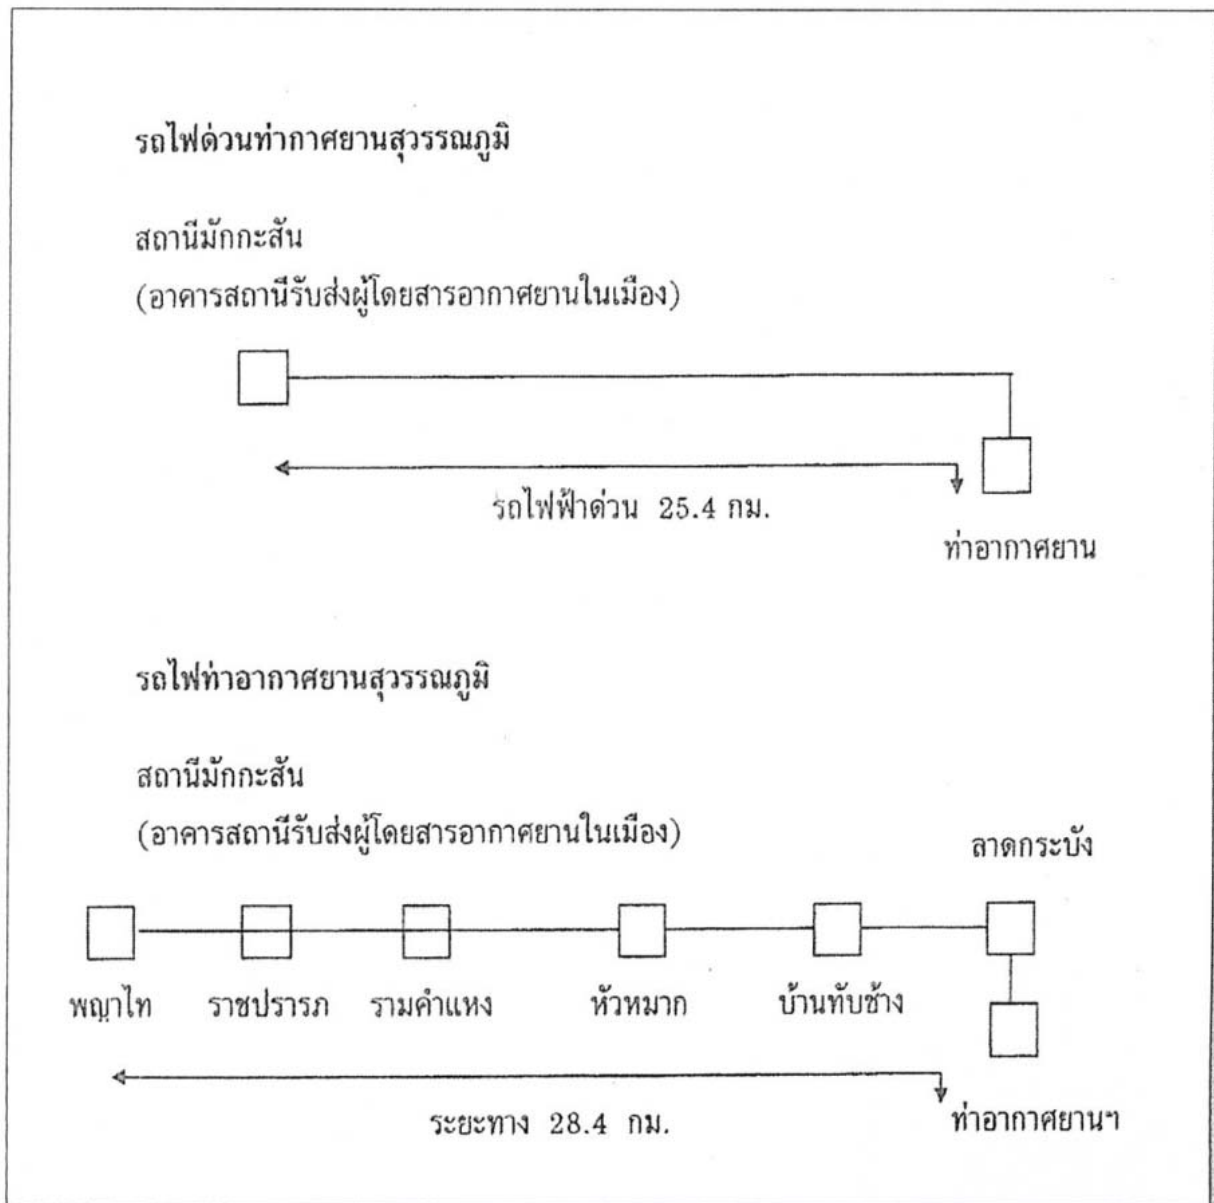 รถไฟด่วนท่ากาศยานสุวรรณภูมิ
สถานีมักกะสัน
(อาคารสถานีรับส่งผู้โดยสารอากาศยานในเมือง)
รถไฟฟ้าด่วน 25.4 กม.
ท่าอากาศยาน
รถไฟท่าอากาศยานสุวรรณภูมิ
สถานีมักกะสัน
(อาคารสถานีรับส่งผู้โดยสารอากาศยานในเมือง)
ลาดกระบัง
พญาไท ราชปรารภ รามคำแหง หัวหมาก บ้านทับช้าง
ระยะทาง 28.4 กม.
ท่าอากาศยานฯ